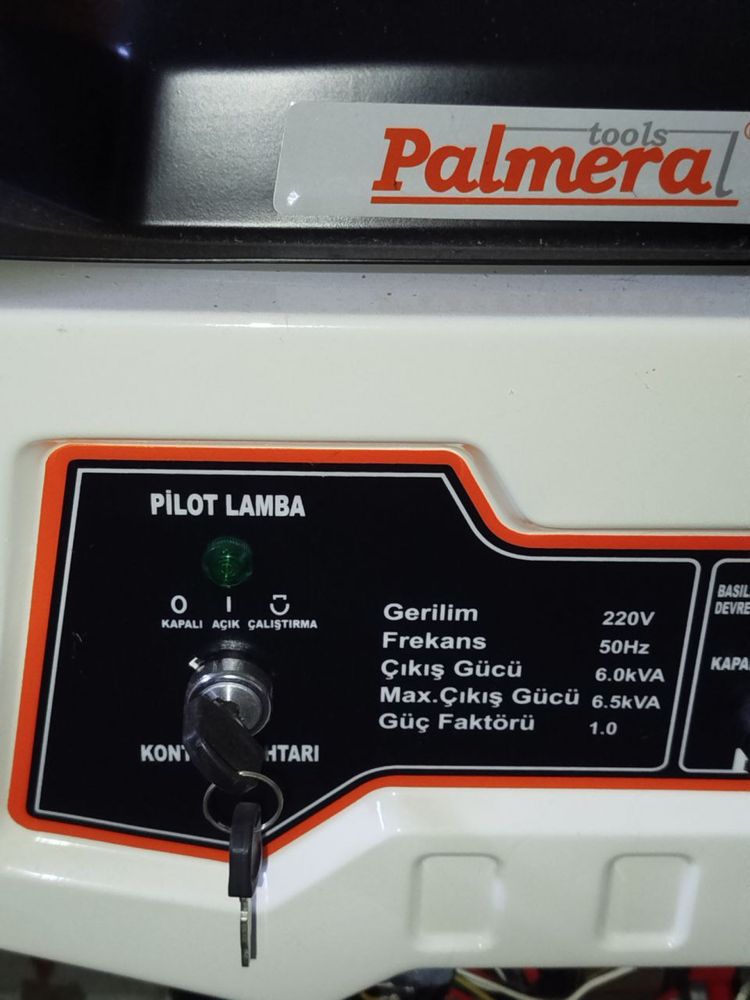 tools
Palmera
PİLOT LAMBA
O I
KAPALI AÇIK ÇALIŞTIRMA
Gerilim 220V
Frekans 50Hz
Çıkış Gücü 6.0kVA
Max.Çıkış Gücü 6.5kVA
Güç Faktörü 1.0